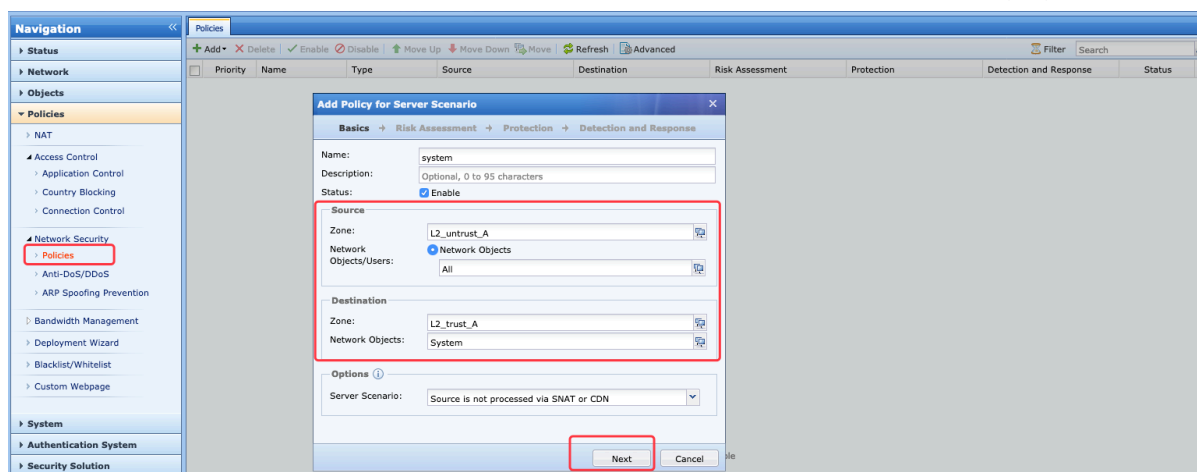 Navigation
Status
Network
Objects
Policies
NAT
Access Control
Application Control
Country Blocking
Connection Control
Network Security
Policies
Anti-DoS/DDoS
ARP Spoofing Prevention
Bandwidth Management
Deployment Wizard
Blacklist/Whitelist
Custom Webpage
System
Authentication System
Security Solution
Policies
Add Delete Enable Disable Move Up Move Down Move Refresh Advanced Filter Search
Priority Name Type Source Destination Risk Assessment Protection Detection and Response Status
Add Policy for Server Scenario
Basics → Risk Assessment → Protection → Detection and Response
Name: system
Description: Optional, 0 to 95 characters
Status: Enable
Source
Zone: L2_untrust_A
Network Objects
Network
Objects/Users:
All
Destination
Zone: L2_trust_A
Network Objects: System
Options
Server Scenario: Source is not processed via SNAT or CDN
Next Cancel